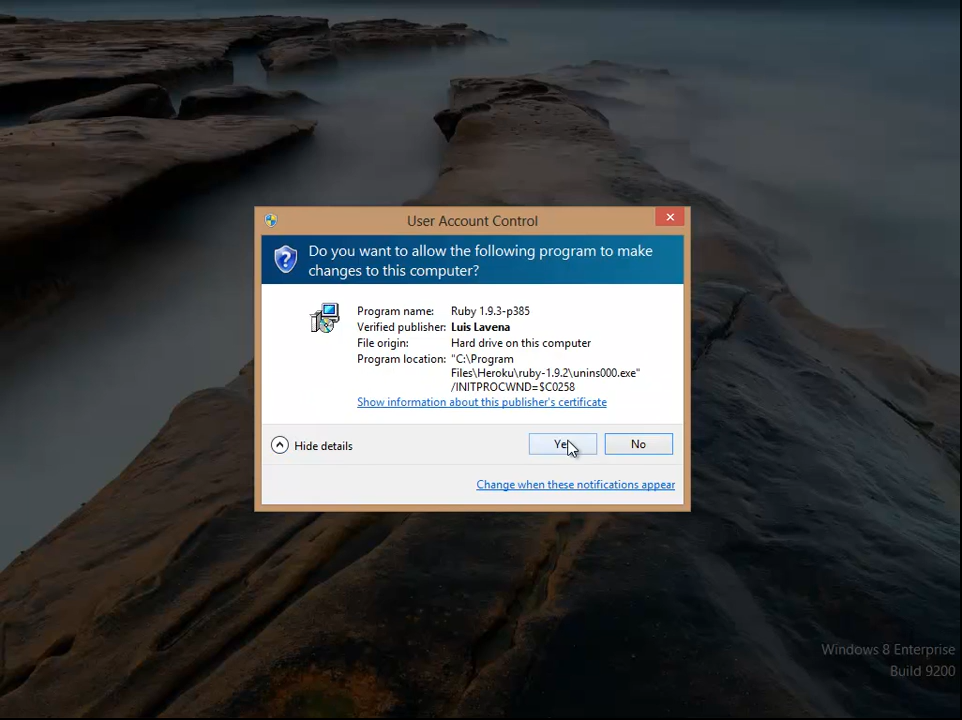 User Account Control
Do you want to allow the following program to make
changes to this computer?
Program name: Ruby 1.9.3-p385
Verified publisher: Luis Lavena
File origin: Hard drive on this computer
Program location: "C:\Program
Files\Heroku\ruby-1.9.2\unins000.exe"
/INITPROCWND=$C0258
Show information about this publisher's certificate
Hide details
Yes
No
Change when these notifications appear
Windows 8 Enterprise
Build 9200